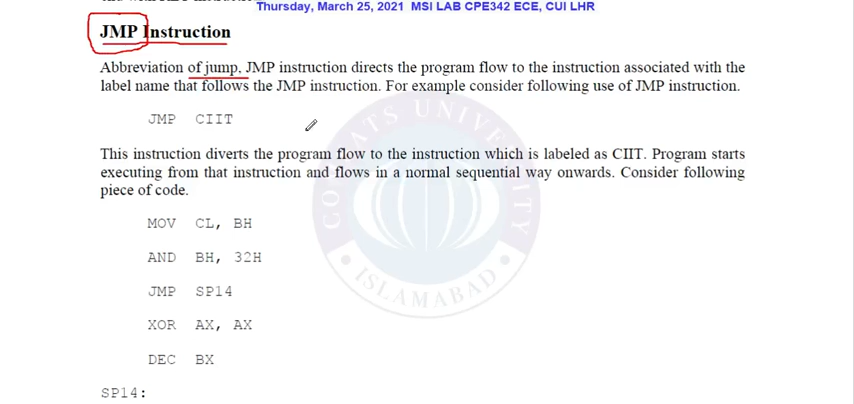 Thursday, March 25, 2021 MSI LAB CPE342 ECE, CUI LHR
JMP Instruction
Abbreviation of jump, JMP instruction directs the program flow to the instruction associated with the
label name that follows the JMP instruction. For example consider following use of JMP instruction.
JMP CIIT
This instruction diverts the program flow to the instruction which is labeled as CIIT. Program starts
executing from that instruction and flows in a normal sequential way onwards. Consider following
piece of code.
MOV CL, BH
AND BH, 32H
JMP SP14
XOR AX, AX
DEC BX
SP14:
COMSATS UNIVERSITY
ISLAMABAD